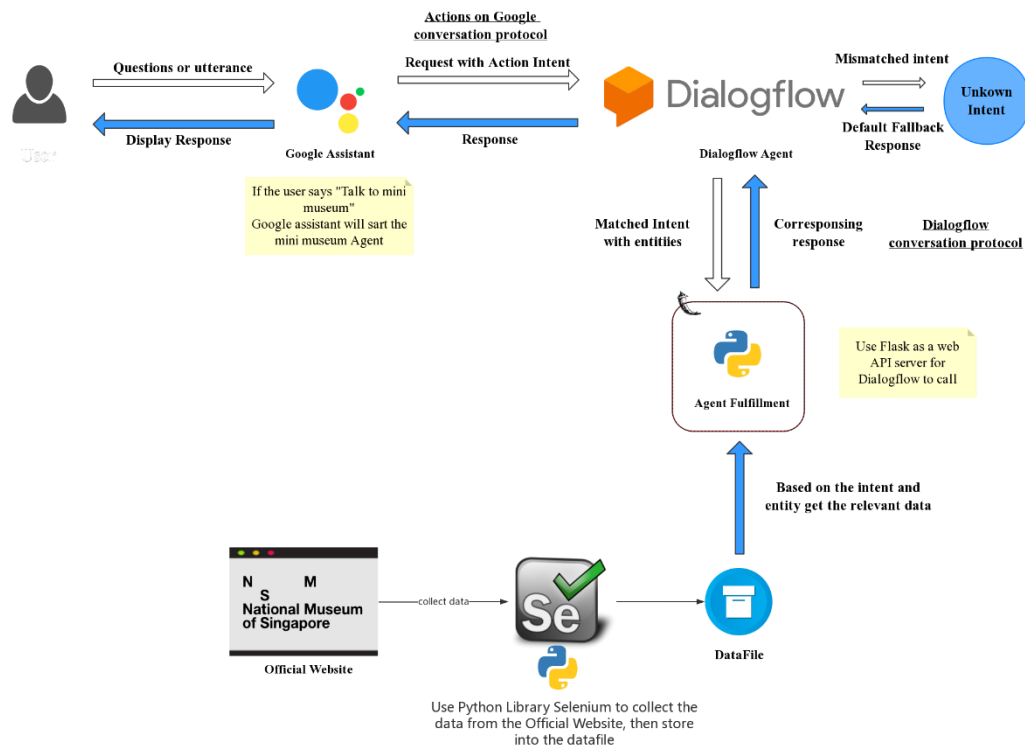 Actions on Google
conversation protocol
Questions or utterance
Request with Action Intent
Mismatched intent
Dialogflow
Unkown
Intent
Display Response
Response
Default Fallback
Response
User
Google Assistant
Dialogflow Agent
If the user says "Talk to mini
museum"
Google assistant will sart the
mini museum Agent
Matched Intent
with entitiies
Corresponsing
response
Dialogflow
conversation protocol
Use Flask as a web
API server for
Dialogflow to call
Agent Fulfillment
Based on the intent and
entity get the relevant data
N M
S
National Museum
of Singapore
collect data
Se
Official Website
DataFile
Use Python Library Selenium to collect the
data from the Official Website, then store
into the datafile